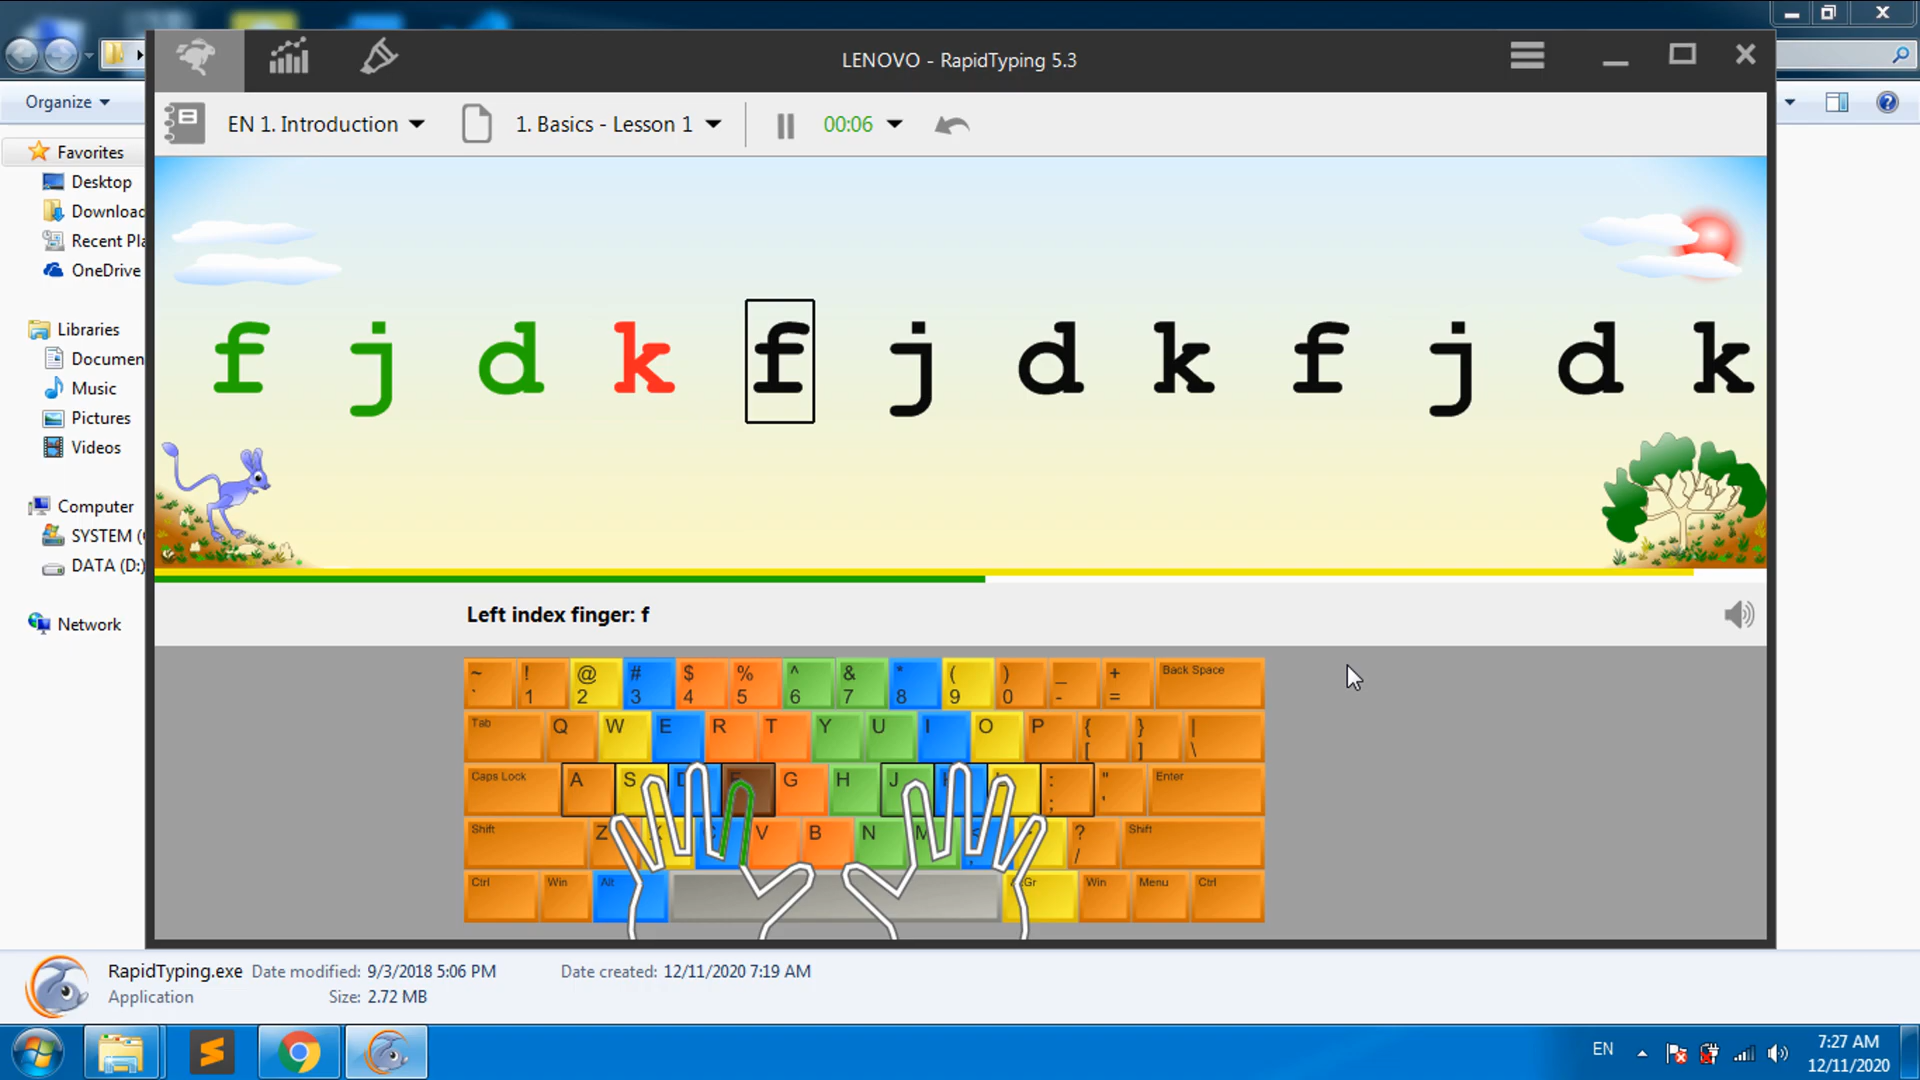 LENOVO - RapidTyping 5.3
Organize
EN 1. Introduction
1. Basics - Lesson 1
00:06
Favorites
Desktop
Download
Recent Pla
OneDrive
Libraries
Documen
Music
Pictures
Videos
Computer
SYSTEM (
DATA (D:)
Network
f j d k f j d k f j d k
Left index finger: f
~ ` ! 1 @ 2 # 3 $ 4 % 5 ^ 6 & 7 * 8 ( 9 ) 0 _ - + = Back Space
Tab Q W E R T Y U I O P { [ } ] | \
Caps Lock A S D F G H J : ; " ' Enter
Shift Z V B N M ? / Shift
Ctrl Win Alt Gr Win Menu Ctrl
RapidTyping.exe Date modified: 9/3/2018 5:06 PM Date created: 12/11/2020 7:19 AM
Application Size: 2.72 MB
EN
7:27 AM
12/11/2020